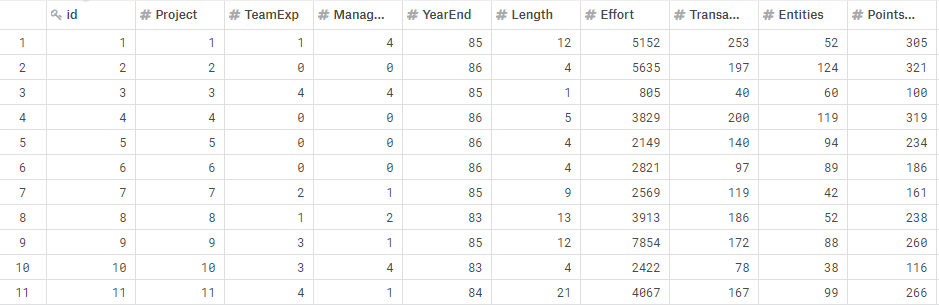 id # Project # TeamExp # Manag... # YearEnd # Length # Effort # Transa... # Entities # Points...
1 1 1 1 4 85 12 5152 253 52 305
2 2 2 0 0 86 4 5635 197 124 321
3 3 3 4 4 85 1 805 40 60 100
4 4 4 0 0 86 5 3829 200 119 319
5 5 5 0 0 86 4 2149 140 94 234
6 6 6 0 0 86 4 2821 97 89 186
7 7 7 2 1 85 9 2569 119 42 161
8 8 8 1 2 83 13 3913 186 52 238
9 9 9 3 1 85 12 7854 172 88 260
10 10 10 3 4 83 4 2422 78 38 116
11 11 11 4 1 84 21 4067 167 99 266